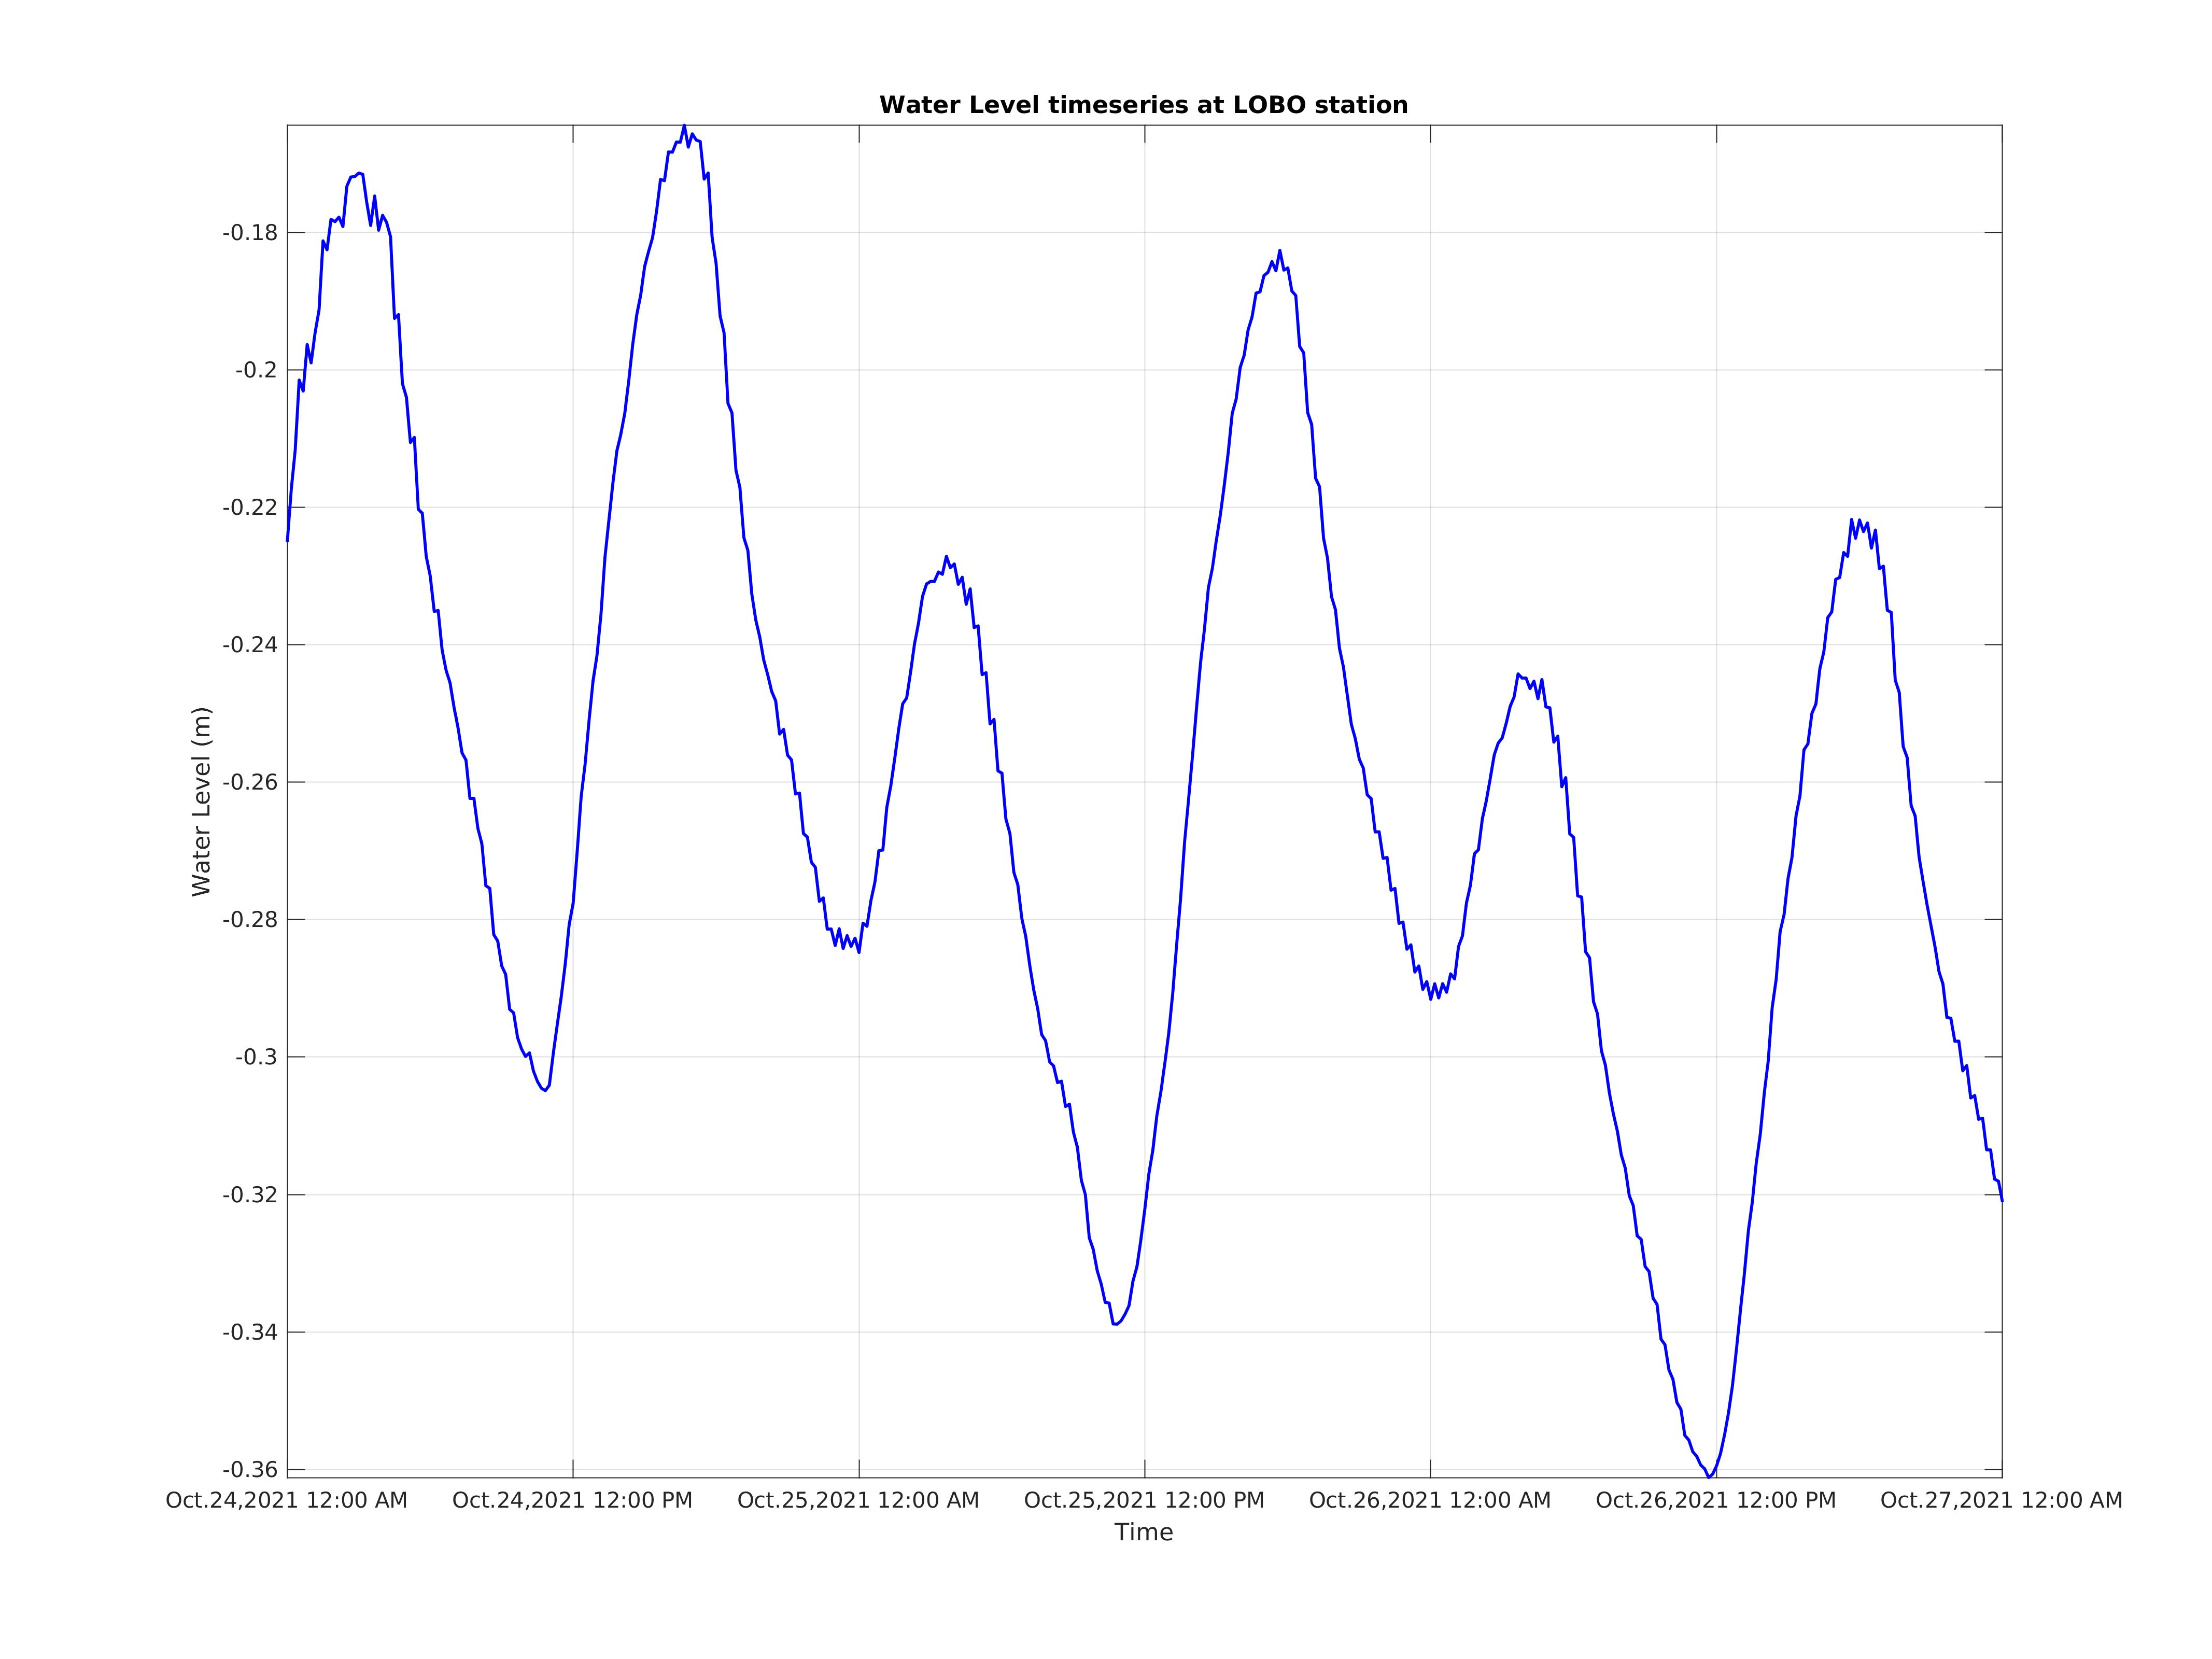 Water Level timeseries at LOBO station
-0.18
-0.2
-0.22
-0.24
-0.26
-0.28
-0.3
-0.32
-0.34
-0.36
Water Level (m)
Oct.24,2021 12:00 AM
Oct.24,2021 12:00 PM
Oct.25,2021 12:00 AM
Oct.25,2021 12:00 PM
Oct.26,2021 12:00 AM
Oct.26,2021 12:00 PM
Oct.27,2021 12:00 AM
Time